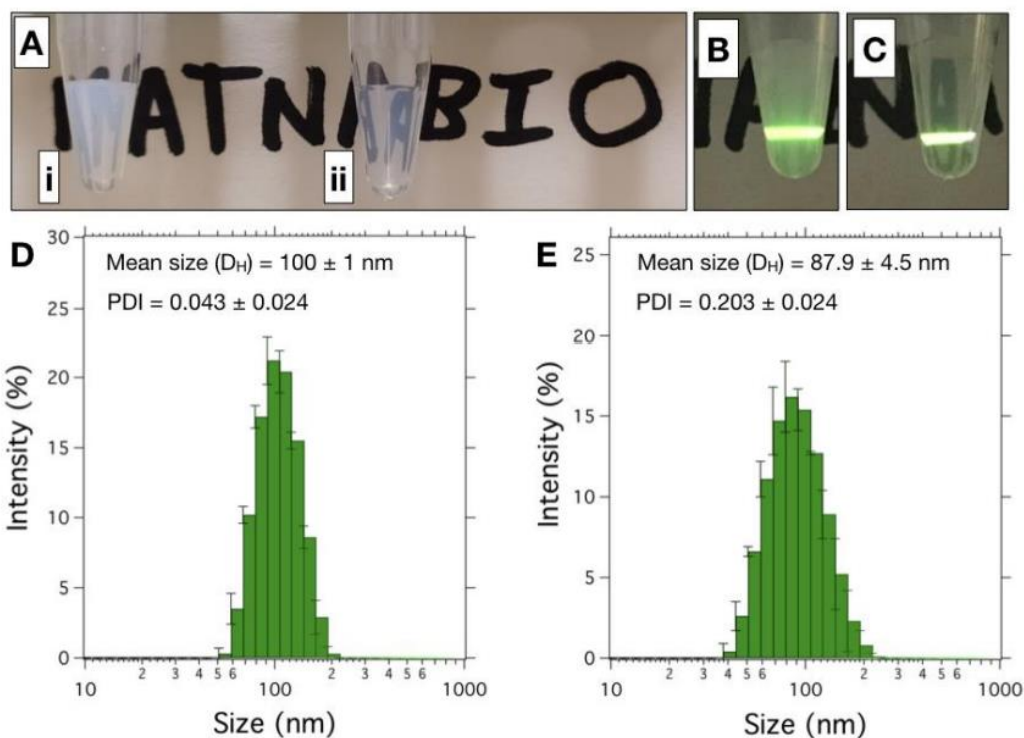 A
MATNABIO
i
ii
B
C
D
Mean size (DH) = 100 ± 1 nm
PDI = 0.043 ± 0.024
30
25
20
15
10
5
0
Intensity (%)
10 2 3 4 5 6 100 2 3 4 5 6 1000
Size (nm)
E
Mean size (DH) = 87.9 ± 4.5 nm
PDI = 0.203 ± 0.024
25
20
15
10
5
0
Intensity (%)
10 2 3 4 5 6 100 2 3 4 5 6 1000
Size (nm)